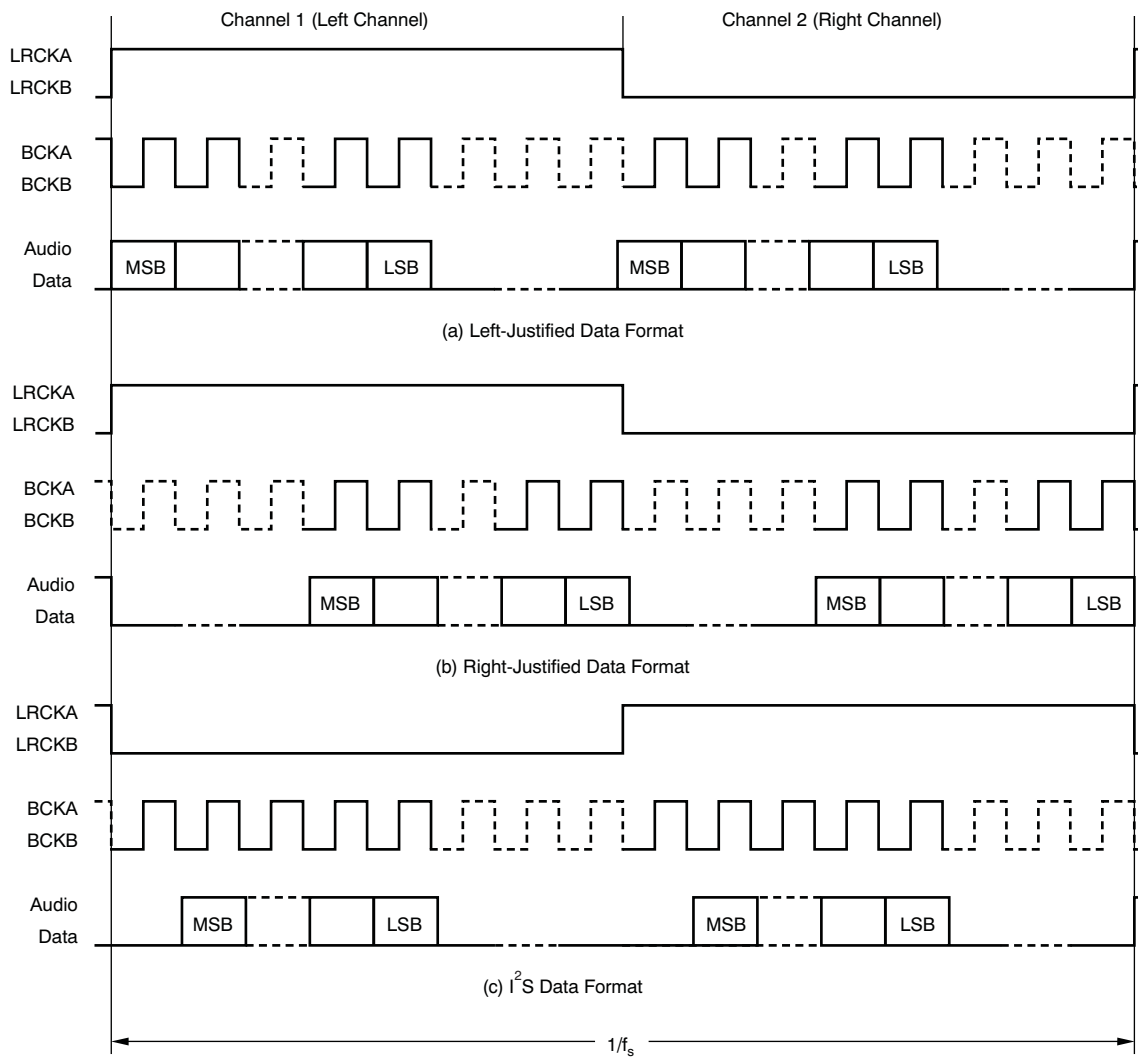 Channel 1 (Left Channel)
Channel 2 (Right Channel)
LRCKA
LRCKB
BCKA
BCKB
Audio
Data
MSB
LSB
MSB
LSB
(a) Left-Justified Data Format
LRCKA
LRCKB
BCKA
BCKB
Audio
Data
MSB
LSB
MSB
LSB
(b) Right-Justified Data Format
LRCKA
LRCKB
BCKA
BCKB
Audio
Data
MSB
LSB
MSB
LSB
(c) I²S Data Format
1/fₛ